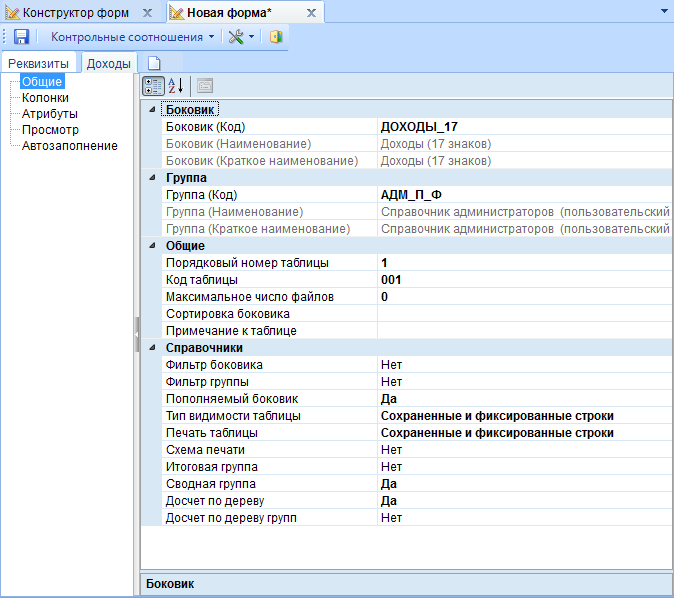 Конструктор форм
Новая форма*
Контрольные соотношения
Реквизиты
Доходы
Общие
Колонки
Атрибуты
Просмотр
Автозаполнение
A
Z
Боковик
Боковик (Код) ДОХОДЫ_17
Боковик (Наименование) Доходы (17 знаков)
Боковик (Краткое наименование) Доходы (17 знаков)
Группа
Группа (Код) АДМ_П_Ф
Группа (Наименование) Справочник администраторов (пользовательский
Группа (Краткое наименование) Справочник администраторов (пользовательский
Общие
Порядковый номер таблицы 1
Код таблицы 001
Максимальное число файлов 0
Сортировка боковика
Примечание к таблице
Справочники
Фильтр боковика Нет
Фильтр группы Нет
Пополняемый боковик Да
Тип видимости таблицы Сохраненные и фиксированные строки
Печать таблицы Сохраненные и фиксированные строки
Схема печати Нет
Итоговая группа Нет
Сводная группа Да
Досчет по дереву Да
Досчет по дереву групп Нет
Боковик